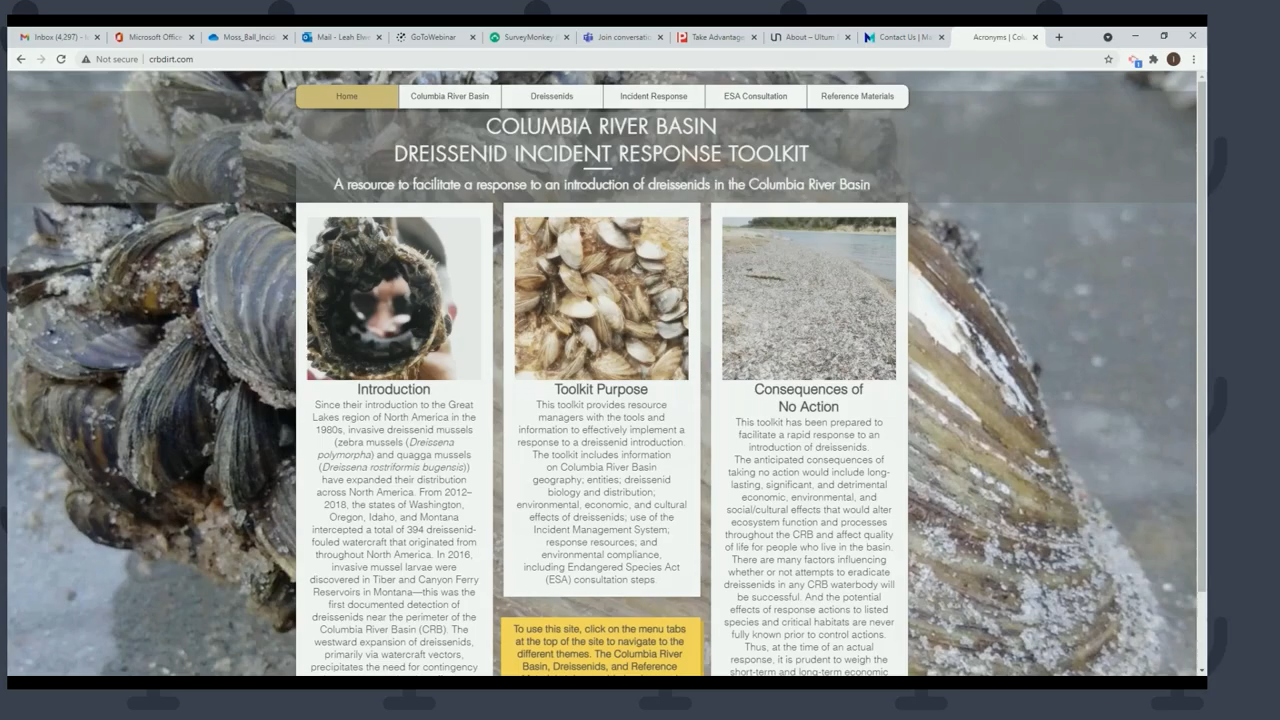 Inbox (4,297) -
Microsoft Office
Moss_Ball_Incid
Mail - Leah Elwe
GoToWebinar
SurveyMonkey
Join conversati
Take Advantage
About – Ultum
Contact Us | Ma
Acronyms | Colu
Not secure | crbdirt.com
Home
Columbia River Basin
Dreissenids
Incident Response
ESA Consultation
Reference Materials
COLUMBIA RIVER BASIN
DREISSENID INCIDENT RESPONSE TOOLKIT
A resource to facilitate a response to an introduction of dreissenids in the Columbia River Basin
Introduction
Since their introduction to the Great
Lakes region of North America in the
1980s, invasive dreissenid mussels
(zebra mussels (Dreissena
polymorpha) and quagga mussels
(Dreissena rostriformis bugensis))
have expanded their distribution
across North America. From 2012–
2018, the states of Washington,
Oregon, Idaho, and Montana
intercepted a total of 394 dreissenid-
fouled watercraft that originated from
throughout North America. In 2016,
invasive mussel larvae were
discovered in Tiber and Canyon Ferry
Reservoirs in Montana—this was the
first documented detection of
dreissenids near the perimeter of the
Columbia River Basin (CRB). The
westward expansion of dreissenids,
primarily via watercraft vectors,
precipitates the need for contingency
Toolkit Purpose
This toolkit provides resource
managers with the tools and
information to effectively implement a
response to a dreissenid introduction.
The toolkit includes information
on Columbia River Basin
geography; entities; dreissenid
biology and distribution;
environmental, economic, and cultural
effects of dreissenids; use of the
Incident Management System;
response resources; and
environmental compliance,
including Endangered Species Act
(ESA) consultation steps
To use this site, click on the menu tabs
at the top of the site to navigate to the
different themes. The Columbia River
Basin, Dreissenids, and Reference
Consequences of
No Action
This toolkit has been prepared to
facilitate a rapid response to an
introduction of dreissenids.
The anticipated consequences of
taking no action would include long-
lasting, significant, and detrimental
economic, environmental, and
social/cultural effects that would alter
ecosystem function and processes
throughout the CRB and affect quality
of life for people who live in the basin.
There are many factors influencing
whether or not attempts to eradicate
dreissenids in any CRB waterbody will
be successful. And the potential
effects of response actions to listed
species and critical habitats are never
fully known prior to control actions.
Thus, at the time of an actual
response, it is prudent to weigh the
short-term and long-term economic